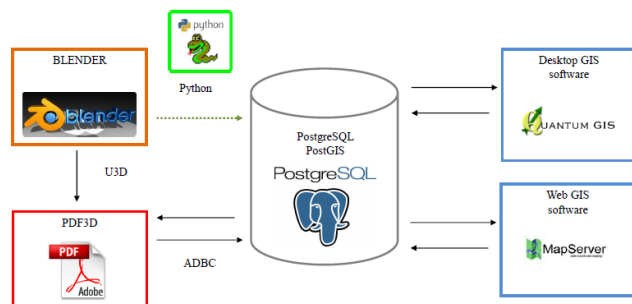 BLENDER
blender
python
Python
U3D
PDF3D
PDF
Adobe
ADBC
PostgreSQL
PostGIS
PostgreSQL
Desktop GIS
software
QUANTUM GIS
Web GIS
software
MapServer